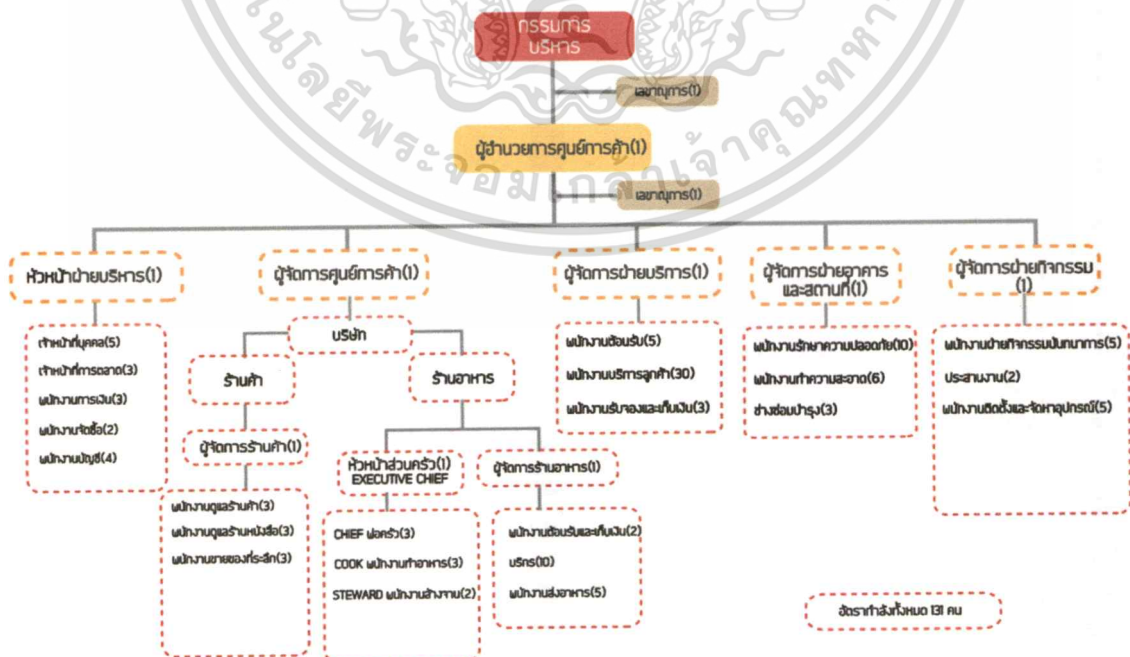 กรรมการ
บริหาร
เลขานุการ(1)
ผู้อำนวยการศูนย์การค้า(1)
เลขานุการ(1)
หัวหน้าฝ่ายบริหาร(1)
เจ้าหน้าที่บุคคล(5)
เจ้าหน้าที่การตลาด(3)
พนักงานการเงิน(3)
พนักงานจัดซื้อ(2)
พนักงานบัญชี(4)
ผู้จัดการศูนย์การค้า(1)
บริษัท
ร้านค้า
ผู้จัดการร้านค้า(1)
พนักงานดูแลร้านค้า(3)
พนักงานดูแลร้านหนังสือ(3)
พนักงานขายของที่ระลึก(3)
ร้านอาหาร
หัวหน้าส่วนครัว(1)
EXECUTIVE CHIEF
CHIEF พ่อครัว(3)
COOK พนักงานทำอาหาร(3)
STEWARD พนักงานล้างจาน(2)
ผู้จัดการร้านอาหาร(1)
พนักงานต้อนรับและเก็บเงิน(2)
บริกร(10)
พนักงานส่งอาหาร(5)
ผู้จัดการฝ่ายบริการ(1)
พนักงานต้อนรับ(5)
พนักงานบริการลูกค้า(30)
พนักงานรับจองและเก็บเงิน(3)
ผู้จัดการฝ่ายอาคาร
และสถานที่(1)
พนักงานรักษาความปลอดภัย(10)
พนักงานทำความสะอาด(6)
ช่างซ่อมบำรุง(3)
ผู้จัดการฝ่ายกิจกรรม
(1)
พนักงานฝ่ายกิจกรรมนันทนาการ(5)
ประสานงาน(2)
พนักงานติดตั้งและจัดหาอุปกรณ์(5)
อัตรากำลังทั้งหมด 131 คน
นโลยีพระจอมเกล้าเจ้าคุณทหา